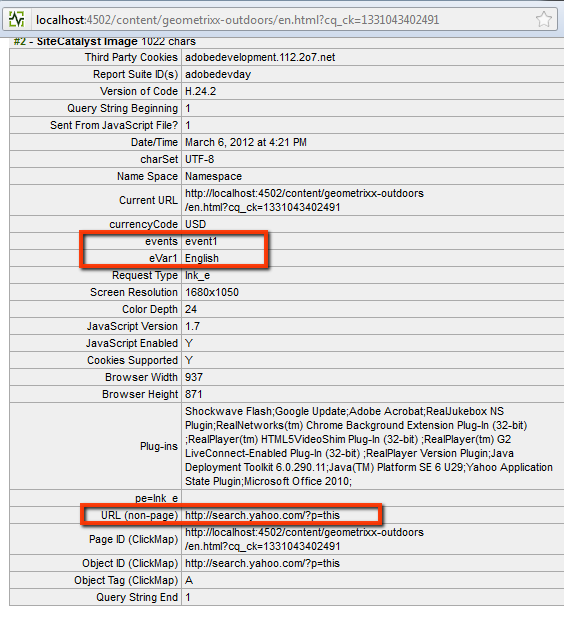 localhost:4502/content/geometrixx-outdoors/en.html?cq_ck=1331043402491
#2 - SiteCatalyst Image 1022 chars
Third Party Cookies adobedevelopment.112.2o7.net
Report Suite ID(s) adobedevday
Version of Code H.24.2
Query String Beginning 1
Sent From JavaScript File? 1
Date/Time March 6, 2012 at 4:21 PM
charSet UTF-8
Name Space Namespace
Current URL http://localhost:4502/content/geometrixx-outdoors
/en.html?cq_ck=1331043402491
currencyCode USD
events event1
eVar1 English
Request Type lnk_e
Screen Resolution 1680x1050
Color Depth 24
JavaScript Version 1.7
JavaScript Enabled Y
Cookies Supported Y
Browser Width 937
Browser Height 871
Plug-ins Shockwave Flash;Google Update;Adobe Acrobat;RealJukebox NS
Plugin;RealNetworks(tm) Chrome Background Extension Plug-In (32-bit)
;RealPlayer(tm) HTML5VideoShim Plug-In (32-bit) ;RealPlayer(tm) G2
LiveConnect-Enabled Plug-In (32-bit) ;RealPlayer Version Plugin;Java
Deployment Toolkit 6.0.290.11;Java(TM) Platform SE 6 U29;Yahoo Application
State Plugin;Microsoft Office 2010;
pe=lnk_e
URL (non-page) http://search.yahoo.com/?p=this
Page ID (ClickMap) http://localhost:4502/content/geometrixx-outdoors
/en.html?cq_ck=1331043402491
Object ID (ClickMap) http://search.yahoo.com/?p=this
Object Tag (ClickMap) A
Query String End 1